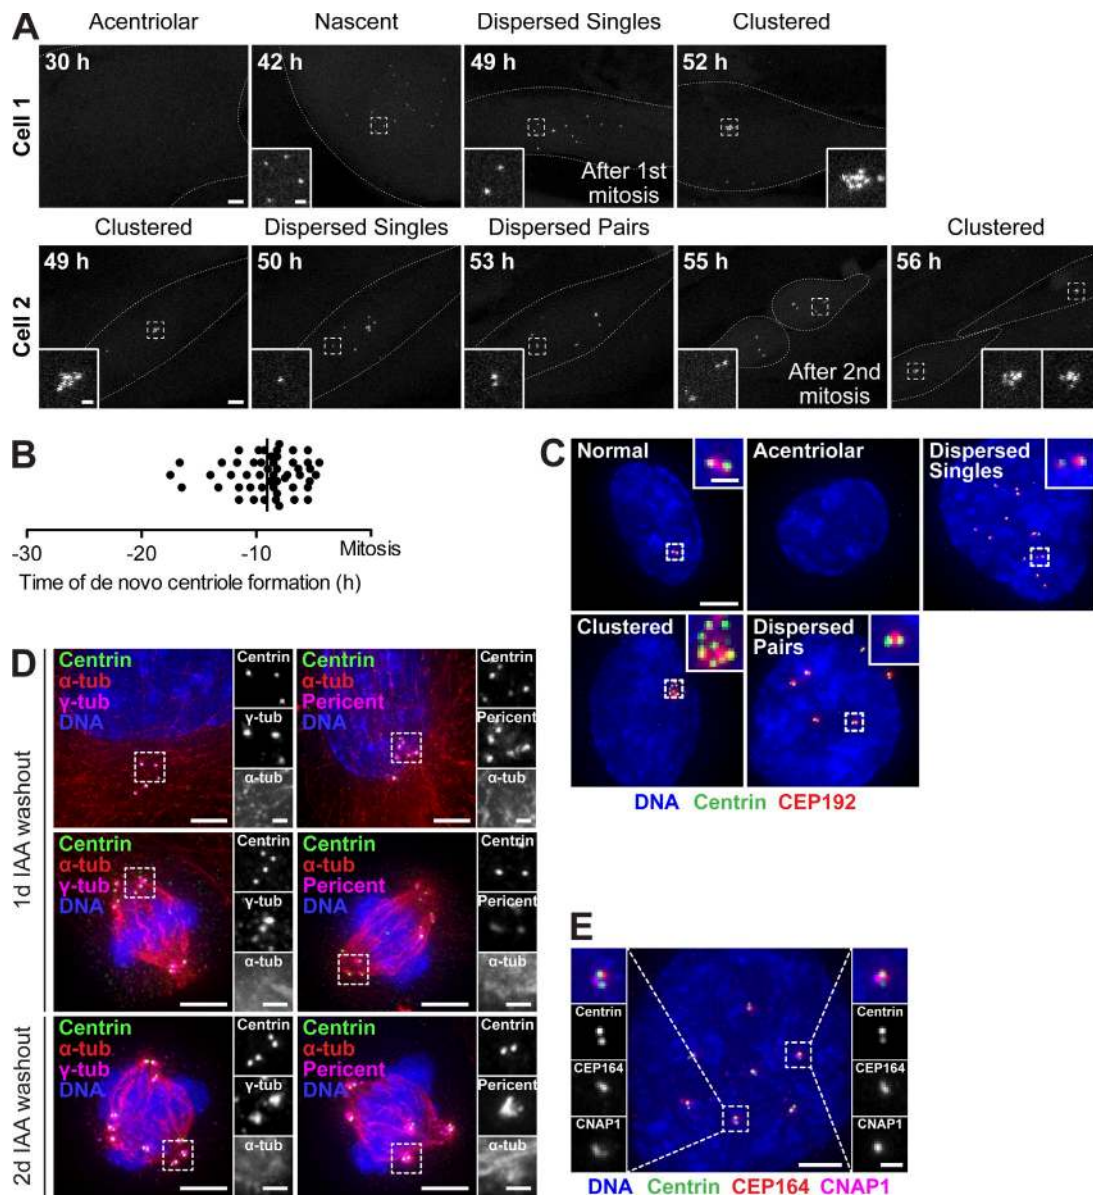 A
Acentriolar Nascent Dispersed Singles Clustered
Cell 1
30 h 42 h 49 h 52 h
After 1st
mitosis
Clustered Dispersed Singles Dispersed Pairs Clustered
Cell 2
49 h 50 h 53 h 55 h 56 h
After 2nd
mitosis
B
-30 -20 -10 Mitosis
Time of de novo centriole formation (h)
C
Normal Acentriolar Dispersed
Singles
Clustered Dispersed
Pairs
DNA Centrin CEP192
D
1d IAA washout
Centrin Centrin Centrin Centrin
α-tub α-tub
γ-tub γ-tub Pericent Pericent
DNA DNA
α-tub α-tub
Centrin Centrin Centrin Centrin
α-tub α-tub
γ-tub γ-tub Pericent Pericent
DNA DNA
α-tub α-tub
2d IAA washout
Centrin Centrin Centrin Centrin
α-tub α-tub
γ-tub γ-tub Pericent Pericent
DNA DNA
α-tub α-tub
E
Centrin Centrin
CEP164 CEP164
CNAP1 CNAP1
DNA Centrin CEP164 CNAP1